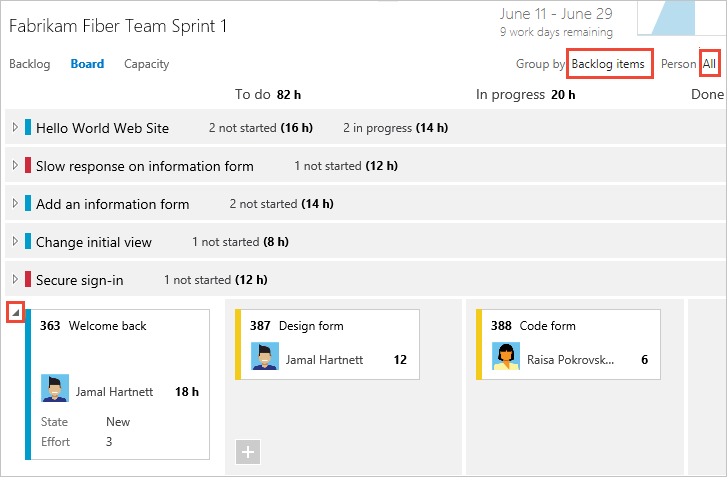 Fabrikam Fiber Team Sprint 1
June 11 - June 29
9 work days remaining
Backlog Board Capacity Group by Backlog items Person All
To do 82 h In progress 20 h Done
Hello World Web Site 2 not started (16 h) 2 in progress (14 h)
Slow response on information form 1 not started (12 h)
Add an information form 2 not started (14 h)
Change initial view 1 not started (8 h)
Secure sign-in 1 not started (12 h)
363 Welcome back 387 Design form 388 Code form
Jamal Hartnett 12 Raisa Pokrovsk... 6
Jamal Hartnett 18 h
State New
Effort 3